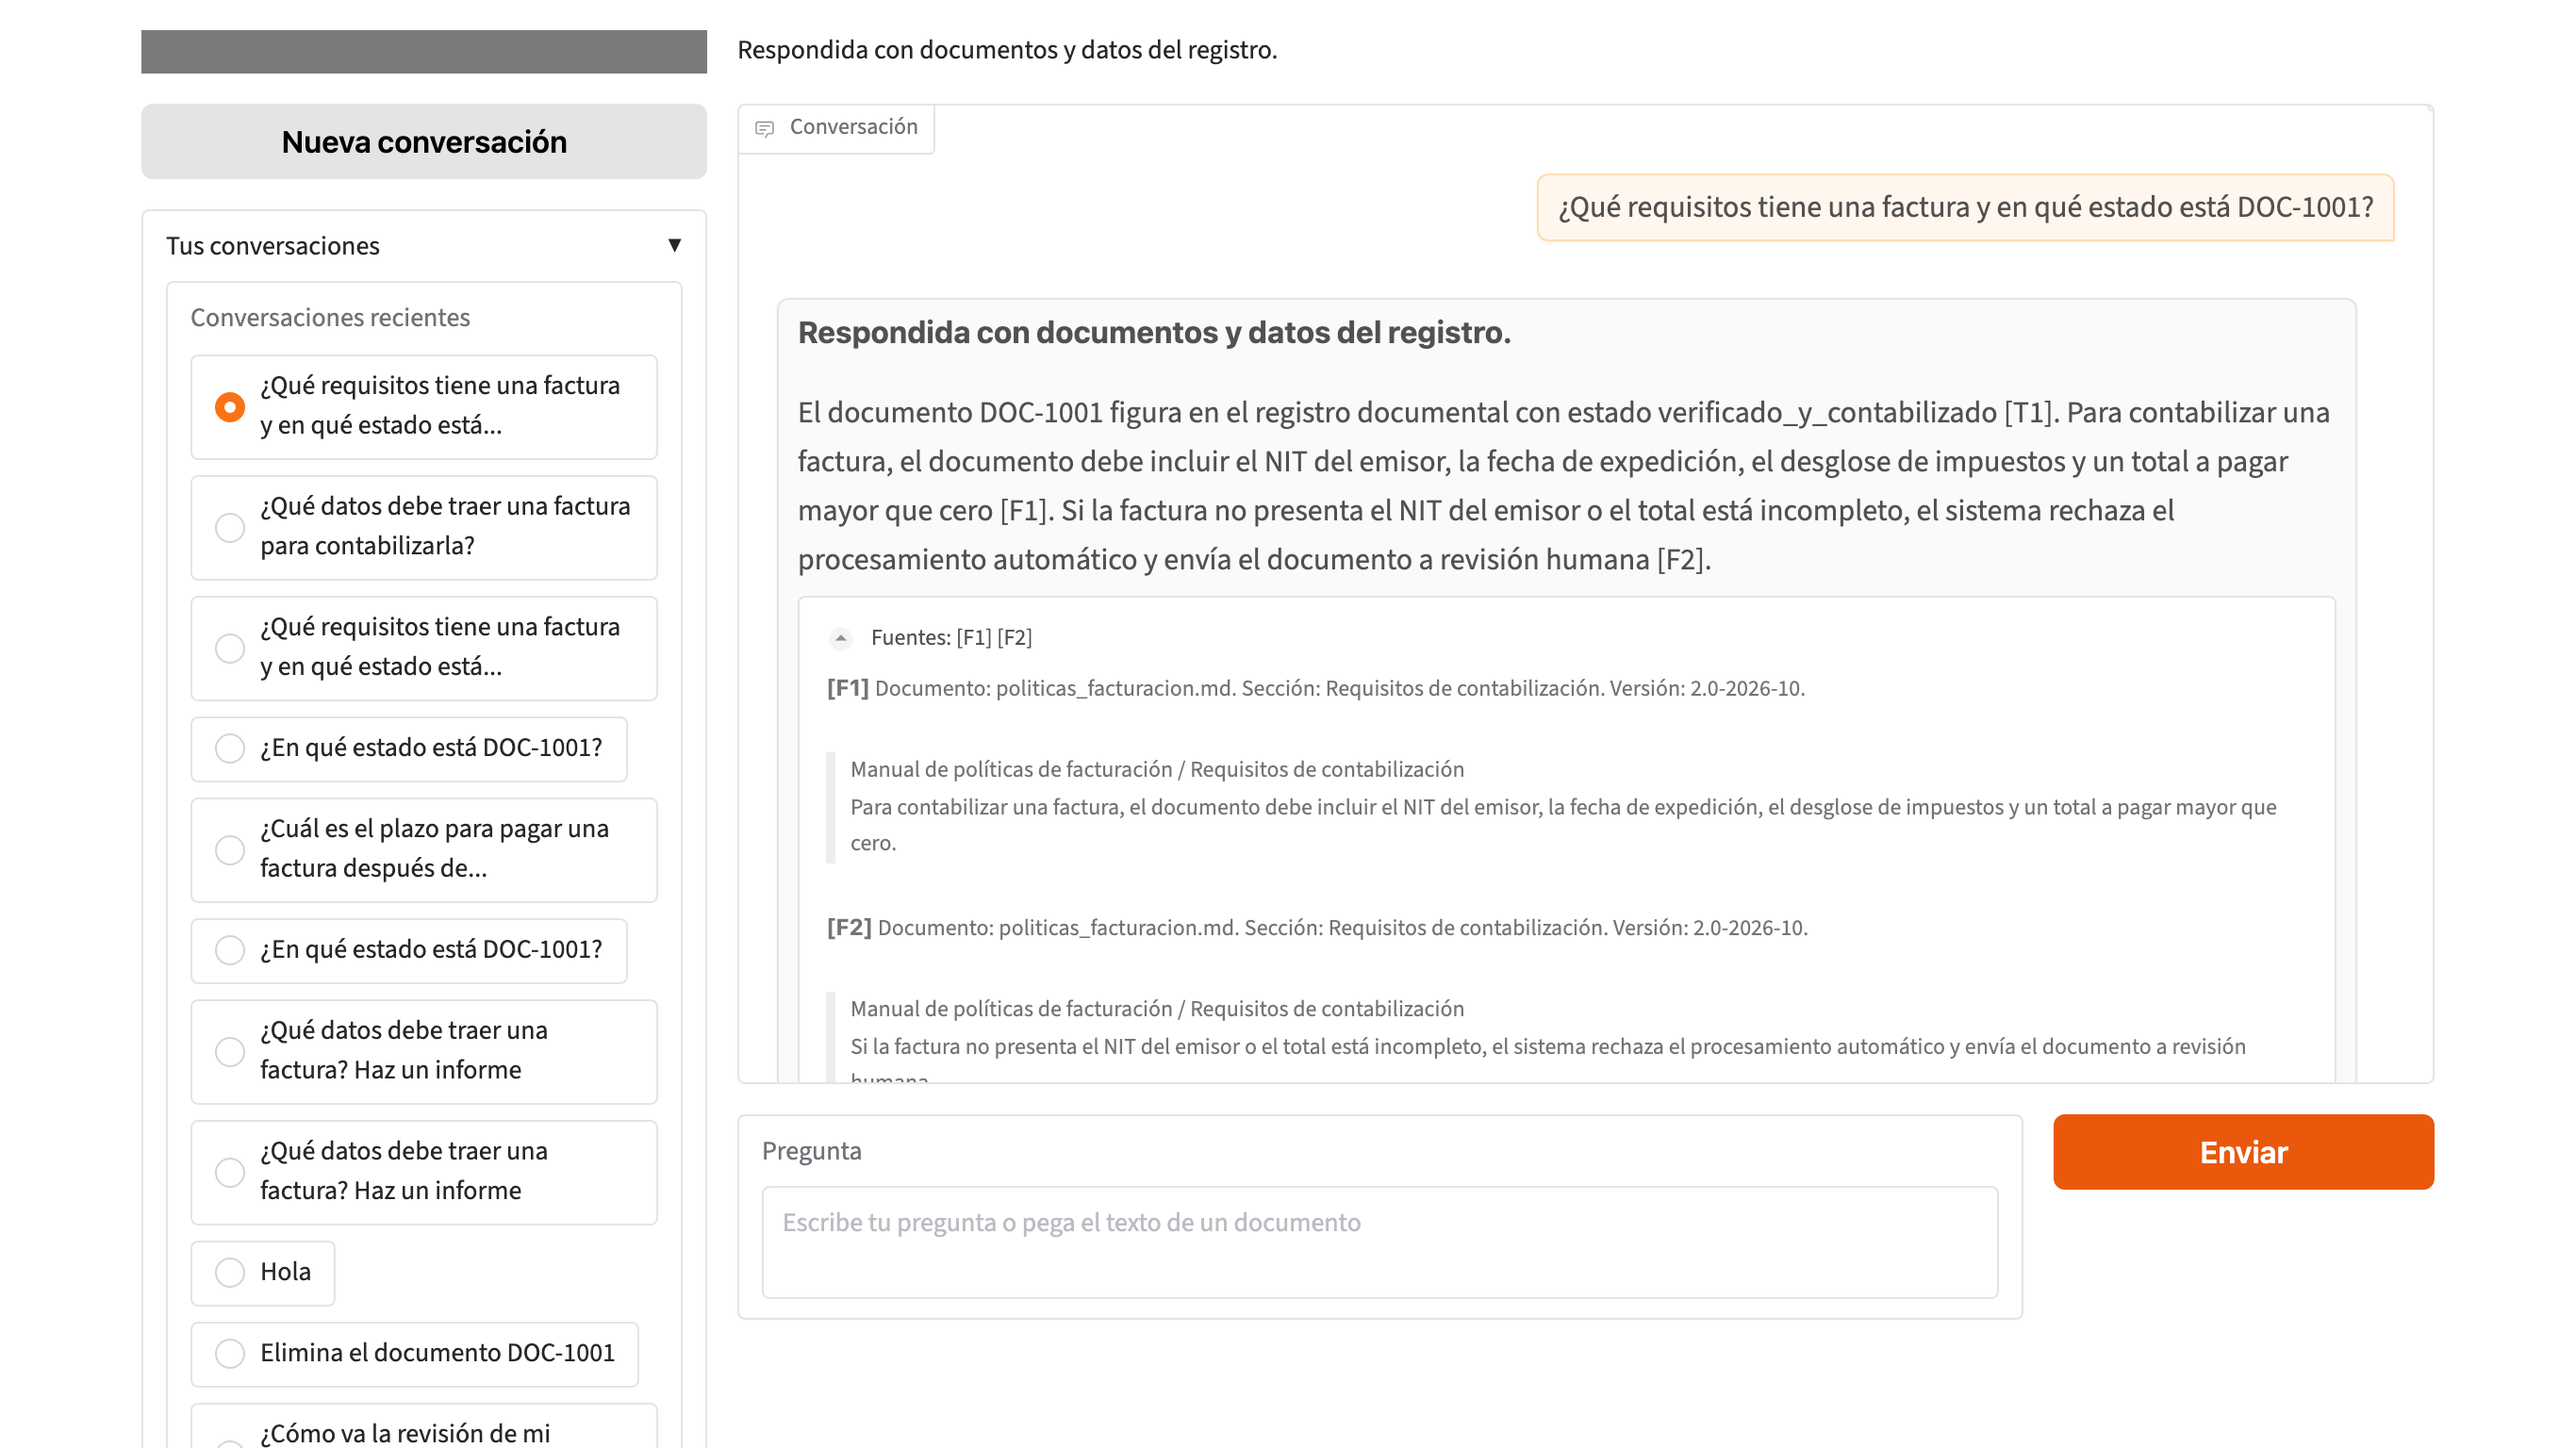 Nueva conversación
Tus conversaciones
▼
Conversaciones recientes
¿Qué requisitos tiene una factura
y en qué estado está...
¿Qué datos debe traer una factura
para contabilizarla?
¿Qué requisitos tiene una factura
y en qué estado está...
¿En qué estado está DOC-1001?
¿Cuál es el plazo para pagar una
factura después de...
¿En qué estado está DOC-1001?
¿Qué datos debe traer una
factura? Haz un informe
¿Qué datos debe traer una
factura? Haz un informe
Hola
Elimina el documento DOC-1001
¿Cómo va la revisión de mi
Respondida con documentos y datos del registro.
Conversación
¿Qué requisitos tiene una factura y en qué estado está DOC-1001?
Respondida con documentos y datos del registro.
El documento DOC-1001 figura en el registro documental con estado verificado_y_contabilizado [T1]. Para contabilizar una
factura, el documento debe incluir el NIT del emisor, la fecha de expedición, el desglose de impuestos y un total a pagar
mayor que cero [F1]. Si la factura no presenta el NIT del emisor o el total está incompleto, el sistema rechaza el
procesamiento automático y envía el documento a revisión humana [F2].
Fuentes: [F1] [F2]
[F1] Documento: politicas_facturacion.md. Sección: Requisitos de contabilización. Versión: 2.0-2026-10.
Manual de políticas de facturación / Requisitos de contabilización
Para contabilizar una factura, el documento debe incluir el NIT del emisor, la fecha de expedición, el desglose de impuestos y un total a pagar mayor que
cero.
[F2] Documento: politicas_facturacion.md. Sección: Requisitos de contabilización. Versión: 2.0-2026-10.
Manual de políticas de facturación / Requisitos de contabilización
Si la factura no presenta el NIT del emisor o el total está incompleto, el sistema rechaza el procesamiento automático y envía el documento a revisión
humana.
Pregunta
Escribe tu pregunta o pega el texto de un documento
Enviar